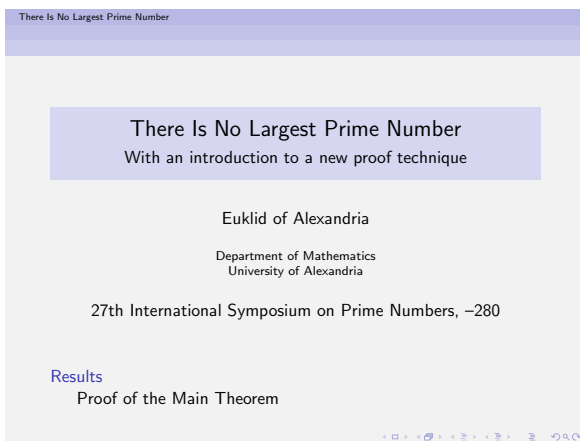 There Is No Largest Prime Number
There Is No Largest Prime Number
With an introduction to a new proof technique
Euklid of Alexandria
Department of Mathematics
University of Alexandria
27th International Symposium on Prime Numbers, –280
Results
Proof of the Main Theorem